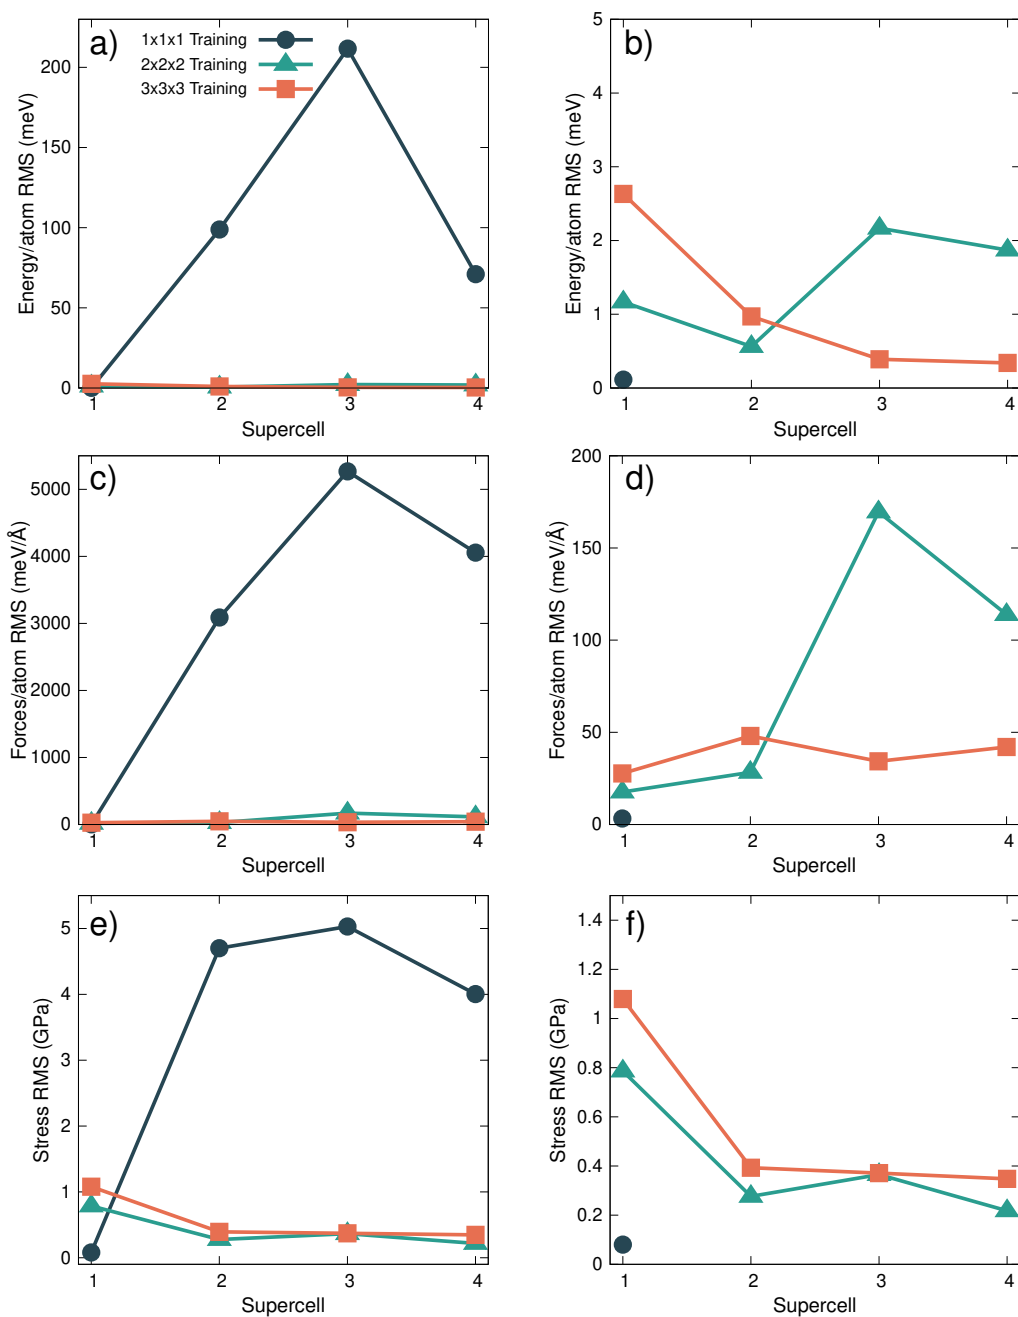 a)
1x1x1 Training
2x2x2 Training
3x3x3 Training
Energy/atom RMS (meV)
200
150
100
50
0
1 2 3 4
Supercell
b)
Energy/atom RMS (meV)
5
4
3
2
1
0
1 2 3 4
Supercell
c)
Forces/atom RMS (meV/Å)
5000
4000
3000
2000
1000
0
1 2 3 4
Supercell
d)
Forces/atom RMS (meV/Å)
200
150
100
50
0
1 2 3 4
Supercell
e)
Stress RMS (GPa)
5
4
3
2
1
0
1 2 3 4
Supercell
f)
Stress RMS (GPa)
1.4
1.2
1
0.8
0.6
0.4
0.2
0
1 2 3 4
Supercell